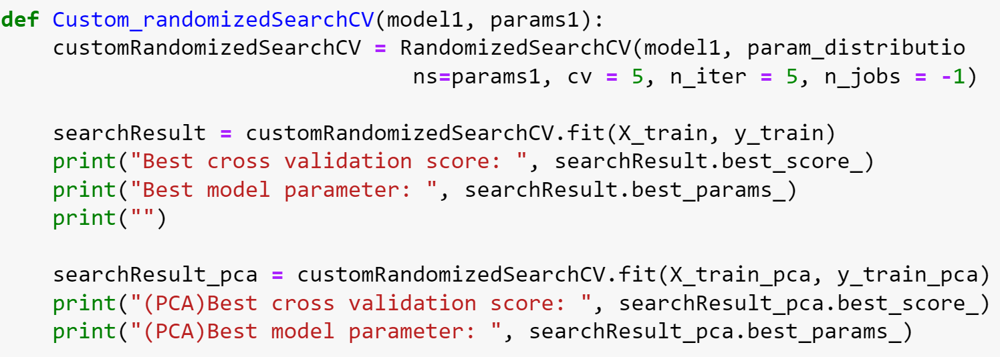 def Custom_randomizedSearchCV(model1, params1):
    customRandomizedSearchCV = RandomizedSearchCV(model1, param_distributio
                            ns=params1, cv = 5, n_iter = 5, n_jobs = -1)
    searchResult = customRandomizedSearchCV.fit(X_train, y_train)
    print("Best cross validation score: ", searchResult.best_score_)
    print("Best model parameter: ", searchResult.best_params_)
    print("")
    searchResult_pca = customRandomizedSearchCV.fit(X_train_pca, y_train_pca)
    print("(PCA)Best cross validation score: ", searchResult_pca.best_score_)
    print("(PCA)Best model parameter: ", searchResult_pca.best_params_)